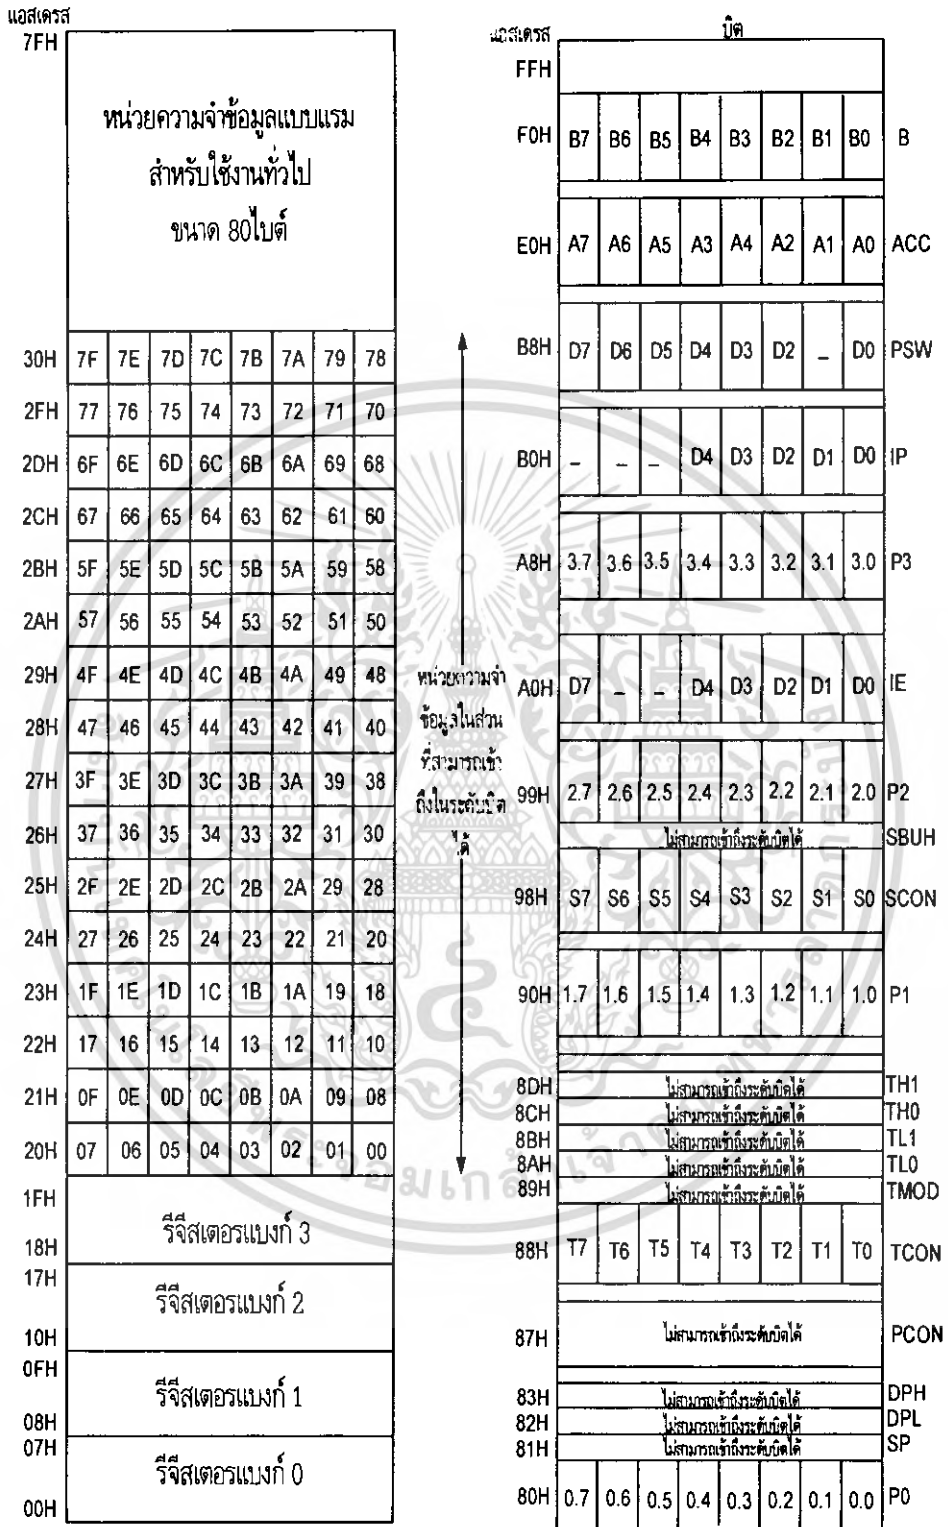 แอสเดรส
7FH
หน่วยความจำข้อมูลแบบแรม
สำหรับใช้งานทั่วไป
ขนาด 80ไบต์
30H 7F 7E 7D 7C 7B 7A 79 78
2FH 77 76 75 74 73 72 71 70
2DH 6F 6E 6D 6C 6B 6A 69 68
2CH 67 66 65 64 63 62 61 60
2BH 5F 5E 5D 5C 5B 5A 59 58
2AH 57 56 55 54 53 52 51 50
29H 4F 4E 4D 4C 4B 4A 49 48
28H 47 46 45 44 43 42 41 40
27H 3F 3E 3D 3C 3B 3A 39 38
26H 37 36 35 34 33 32 31 30
25H 2F 2E 2D 2C 2B 2A 29 28
24H 27 26 25 24 23 22 21 20
23H 1F 1E 1D 1C 1B 1A 19 18
22H 17 16 15 14 13 12 11 10
21H 0F 0E 0D 0C 0B 0A 09 08
20H 07 06 05 04 03 02 01 00
1FH
รีจีสเตอรแบงก์ 3
18H
17H
รีจีสเตอรแบงก์ 2
10H
0FH
รีจีสเตอรแบงก์ 1
08H
07H
รีจีสเตอรแบงก์ 0
00H
หน่วยความจำ
ข้อมูลในส่วน
ที่สามารถเข้า
ถึงในระดับบิต
ได้
แอสเดรส บิต
FFH
F0H B7 B6 B5 B4 B3 B2 B1 B0 B
E0H A7 A6 A5 A3 A4 A2 A1 A0 ACC
B8H D7 D6 D5 D4 D3 D2 _ D0 PSW
B0H _ _ _ D4 D3 D2 D1 D0 IP
A8H 3.7 3.6 3.5 3.4 3.3 3.2 3.1 3.0 P3
A0H D7 _ _ D4 D3 D2 D1 D0 IE
99H 2.7 2.6 2.5 2.4 2.3 2.2 2.1 2.0 P2
ไม่สามารถเข้าถึงระดับบิตได้ SBUH
98H S7 S6 S5 S4 S3 S2 S1 S0 SCON
90H 1.7 1.6 1.5 1.4 1.3 1.2 1.1 1.0 P1
8DH ไม่สามารถเข้าถึงระดับบิตได้ TH1
8CH ไม่สามารถเข้าถึงระดับบิตได้ TH0
8BH ไม่สามารถเข้าถึงระดับบิตได้ TL1
8AH ไม่สามารถเข้าถึงระดับบิตได้ TL0
89H ไม่สามารถเข้าถึงระดับบิตได้ TMOD
88H T7 T6 T5 T4 T3 T2 T1 T0 TCON
87H ไม่สามารถเข้าถึงระดับบิตได้ PCON
83H ไม่สามารถเข้าถึงระดับบิตได้ DPH
82H ไม่สามารถเข้าถึงระดับบิตได้ DPL
81H ไม่สามารถเข้าถึงระดับบิตได้ SP
80H 0.7 0.6 0.5 0.4 0.3 0.2 0.1 0.0 P0